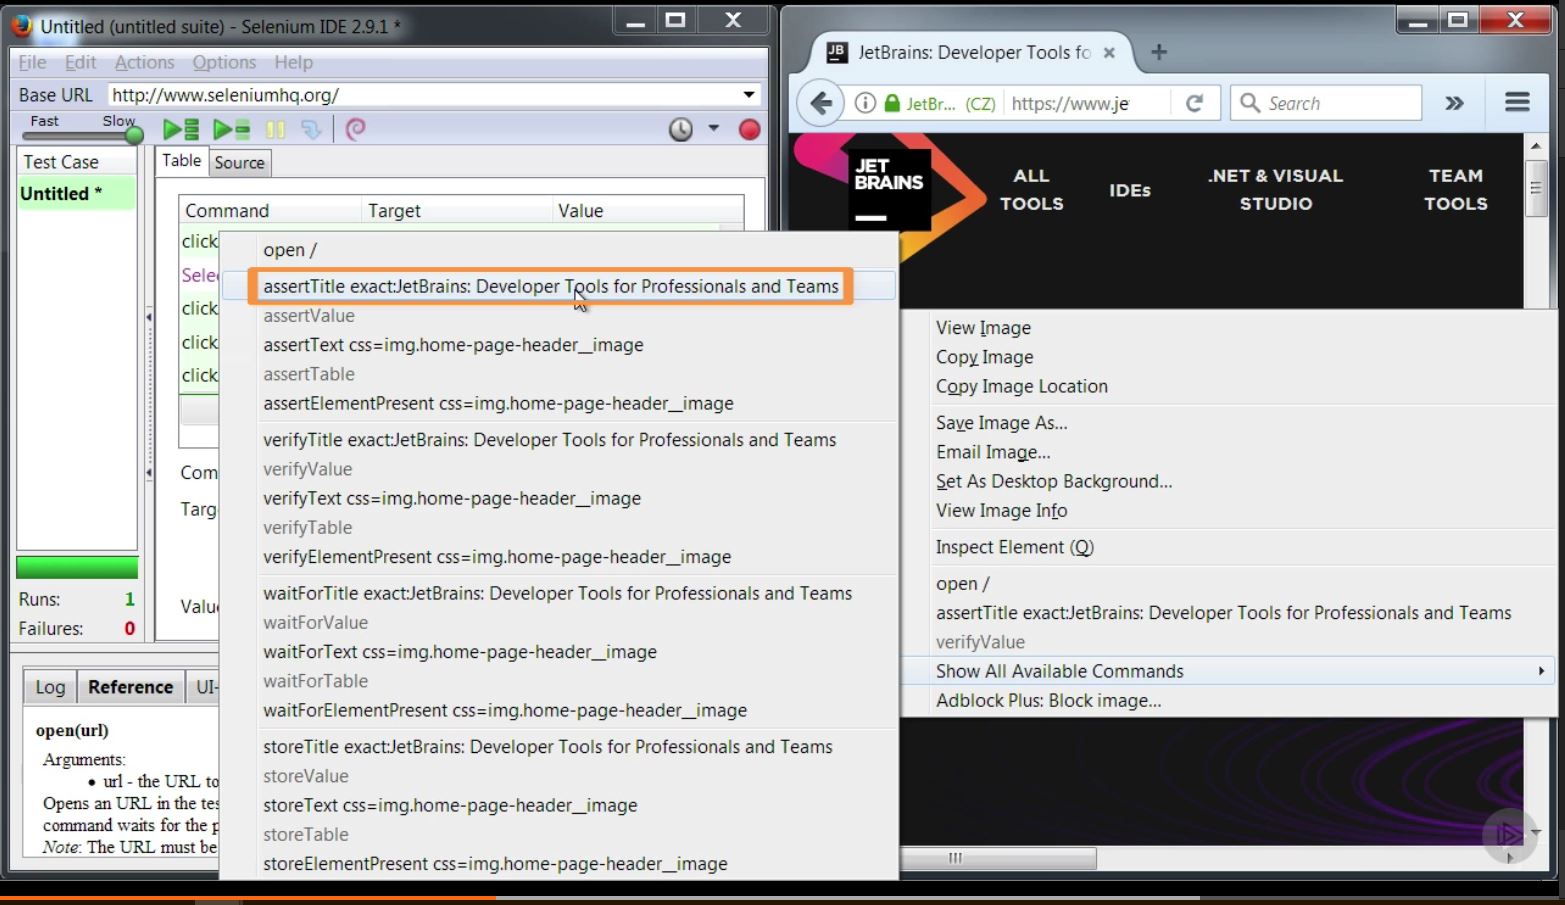 Untitled (untitled suite) - Selenium IDE 2.9.1 *
File Edit Actions Options Help
Base URL http://www.seleniumhq.org/
Fast Slow
Test Case
Untitled *
Table Source
Command Target Value
click
Selec
click
click
click
Com
Targ
Valu
Runs: 1
Failures: 0
Log Reference UI-
open(url)
Arguments:
• url - the URL to
Opens an URL in the tes
command waits for the p
Note: The URL must be
open /
assertTitle exact:JetBrains: Developer Tools for Professionals and Teams
assertValue
assertText css=img.home-page-header__image
assertTable
assertElementPresent css=img.home-page-header__image
verifyTitle exact:JetBrains: Developer Tools for Professionals and Teams
verifyValue
verifyText css=img.home-page-header__image
verifyTable
verifyElementPresent css=img.home-page-header__image
waitForTitle exact:JetBrains: Developer Tools for Professionals and Teams
waitForValue
waitForText css=img.home-page-header__image
waitForTable
waitForElementPresent css=img.home-page-header__image
storeTitle exact:JetBrains: Developer Tools for Professionals and Teams
storeValue
storeText css=img.home-page-header__image
storeTable
storeElementPresent css=img.home-page-header__image
JB JetBrains: Developer Tools fo
JetBr... (CZ) https://www.je
Search
JET
BRAINS
ALL
TOOLS
IDEs
.NET & VISUAL
STUDIO
TEAM
TOOLS
View Image
Copy Image
Copy Image Location
Save Image As...
Email Image...
Set As Desktop Background...
View Image Info
Inspect Element (Q)
open /
assertTitle exact:JetBrains: Developer Tools for Professionals and Teams
verifyValue
Show All Available Commands
Adblock Plus: Block image...